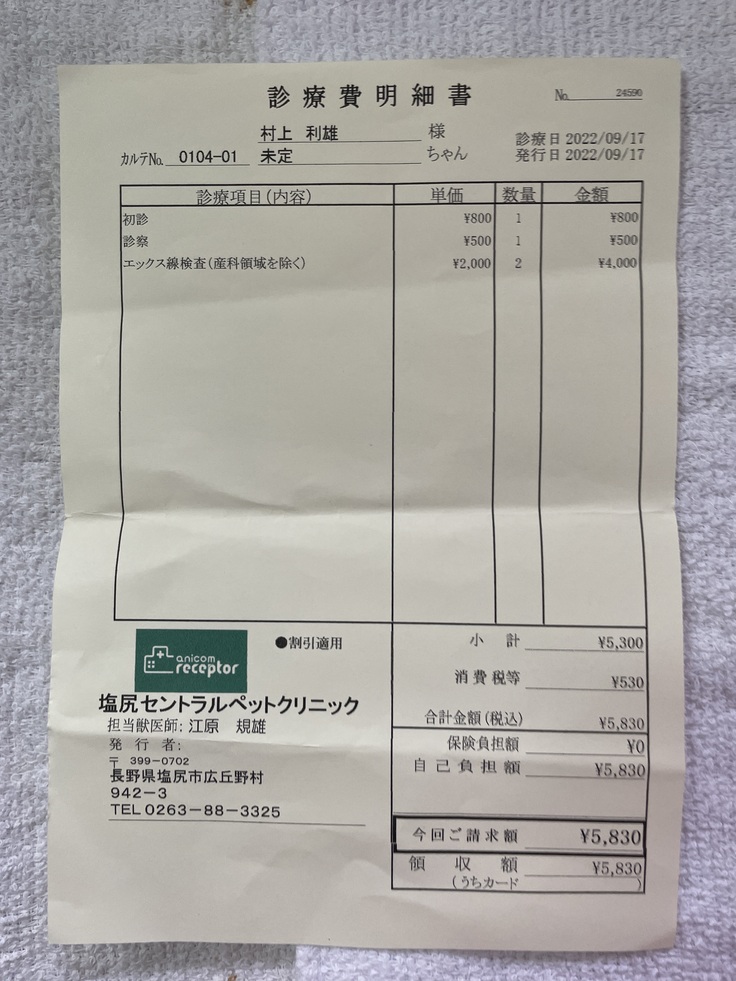 診療費明細書
No. 24590
村上 利雄 様
診療日 2022/09/17
カルテNo. 0104-01 未定 ちゃん
発行日 2022/09/17
診療項目(内容) 単価 数量 金額
初診 ¥800 1 ¥800
診察 ¥500 1 ¥500
エックス線検査(産科領域を除く) ¥2,000 2 ¥4,000
anicom
receptor
●割引適用
塩尻セントラルペットクリニック
担当獣医師: 江原 規雄
発行者:
〒 399-0702
長野県塩尻市広丘野村
942-3
TEL 0263-88-3325
小計 ¥5,300
消費税等 ¥530
合計金額(税込) ¥5,830
保険負担額 ¥0
自己負担額 ¥5,830
今回ご請求額 ¥5,830
領収額 ¥5,830
(うちカード )